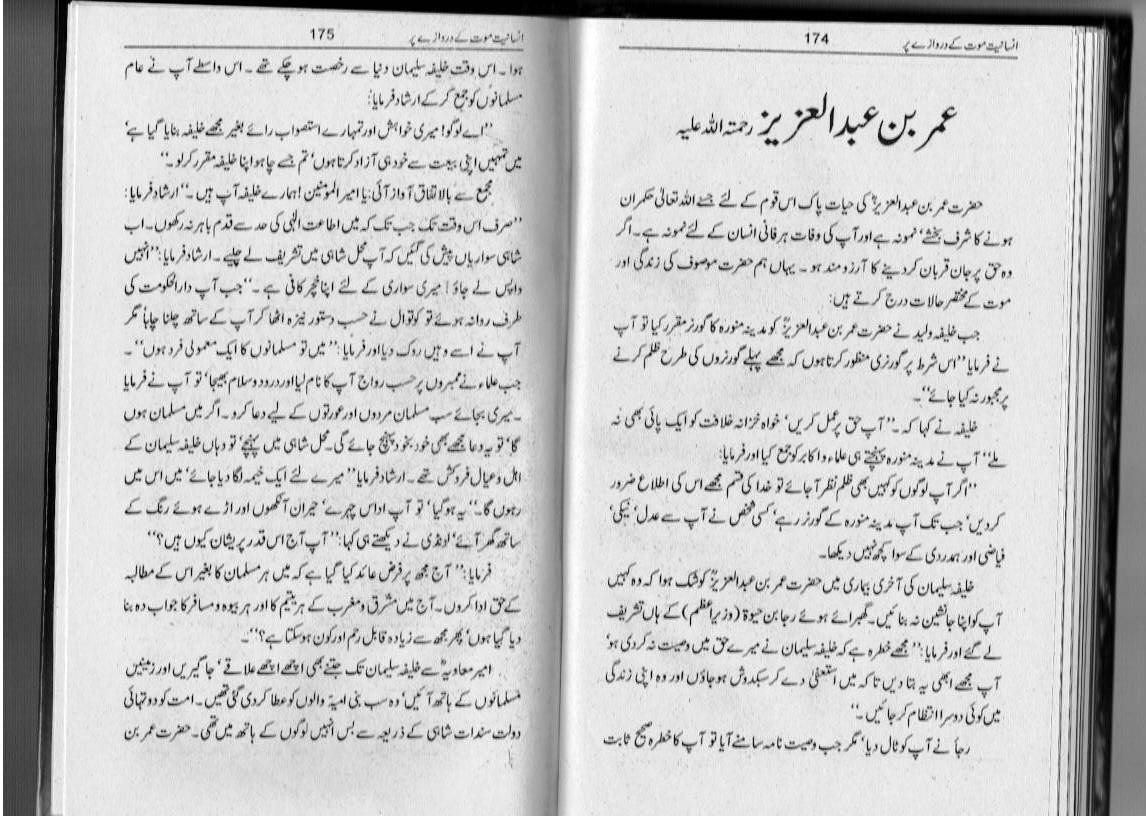 انسانیت موت کے دروازے پر 174
عمر بن عبدالعزیز رحمتہ اللہ علیہ
حضرت عمر بن عبدالعزیزؒ کی حیات پاک اس قوم کے لئے جسے اللہ تعالیٰ حکمران
ہونے کا شرف بخشے‘ نمونہ ہے اور آپ کی وفات ہر فانی انسان کے لئے نمونہ ہے۔ اگر
وہ حق پر جان قربان کر دینے کا آرزو مند ہو۔ یہاں ہم حضرت موصوف کی زندگی اور
موت کے مختصر حالات درج کرتے ہیں:
جب خلیفہ ولید نے حضرت عمر بن عبدالعزیزؒ کو مدینہ منورہ کا گورنر مقرر کیا تو آپ
نے فرمایا ’’اس شرط پر گورنری منظور کرتا ہوں کہ مجھے پہلے گورنروں کی طرح ظلم کرنے
پر مجبور نہ کیا جائے‘‘۔
خلیفہ نے کہا کہ۔ ’’آپ حق پر عمل کریں‘ خواہ خزانہ خلافت کو ایک پائی بھی نہ
ملے‘‘ آپ نے مدینہ منورہ پہنچتے ہی علماء و اکابر کو جمع کیا اور فرمایا:
’’اگر آپ لوگوں کو کہیں بھی ظلم نظر آ جائے تو خدا کی قسم مجھے اس کی اطلاع ضرور
کر دیں‘ جب تک آپ مدینہ منورہ کے گورنر رہے‘ کسی شخص نے آپ سے عدل‘ نیکی‘
فیاضی اور ہمدردی کے سوا کچھ نہیں دیکھا۔
خلیفہ سلیمان کی آخری بیماری میں حضرت عمر بن عبدالعزیزؒ کو شک ہوا کہ وہ کہیں
آپ کو اپنا جانشین نہ بنائیں۔ گھبرائے ہوئے رجا بن حیوۃ (وزیراعظم) کے ہاں تشریف
لے گئے اور فرمایا: ’’مجھے خطرہ ہے کہ خلیفہ سلیمان نے میرے حق میں وصیت نہ کر دی ہو‘
آپ مجھے ابھی یہ بتا دیں تا کہ میں استعفیٰ دے کر سبکدوش ہو جاؤں اور وہ اپنی زندگی
میں کوئی دوسرا انتظام کر جائیں۔‘‘
رجأ نے آپ کو ٹال دیا‘ مگر جب وصیت نامہ سامنے آیا تو آپ کا خطرہ صحیح ثابت
انسانیت موت کے دروازے پر 175
ہوا۔ اس وقت خلیفہ سلیمان دنیا سے رخصت ہو چکے تھے۔ اس واسطے آپ نے عام
مسلمانوں کو جمع کر کے ارشاد فرمایا:
’’اے لوگو! میری خواہش اور تمہارے استصواب رائے بغیر مجھے خلیفہ بنایا گیا ہے‘
میں تمہیں اپنی بیعت سے خود ہی آزاد کرتا ہوں‘ تم جسے چاہو اپنا خلیفہ مقرر کر لو۔‘‘
مجمع سے بالاتفاق آواز آئی: یا امیر المومنین! ہمارے خلیفہ آپ ہیں۔‘‘ ارشاد فرمایا:
’’صرف اس وقت تک جب تک کہ میں اطاعت الٰہی کی حد سے قدم باہر نہ رکھوں۔ اب
شاہی سواریاں پیش کی گئیں کہ آپ محل شاہی میں تشریف لے چلیے۔ ارشاد فرمایا: ’’انہیں
واپس لے جاؤ! میری سواری کے لئے اپنا خچر کافی ہے۔‘‘ جب آپ دارالحکومت کی
طرف روانہ ہوئے تو کوتوال نے حسب دستور نیزہ اٹھا کر آپ کے ساتھ چلنا چاہا مگر
آپ نے اسے وہیں روک دیا اور فرمایا: ’’میں تو مسلمانوں کا ایک معمولی فرد ہوں‘‘۔
جب علماء نے ممبروں پر حسب رواج آپ کا نام لیا اور درود و سلام بھیجا‘ تو آپ نے فرمایا
۔ میری بجائے سب مسلمان مردوں اور عورتوں کے لیے دعا کرو۔ اگر میں مسلمان ہوں
گا‘ تو یہ دعا مجھے بھی خود بخود پہنچ جائے گی۔ محل شاہی میں پہنچے‘ تو وہاں خلیفہ سلیمان کے
اہل و عیال فروکش تھے۔ ارشاد فرمایا ’’میرے لئے ایک خیمہ لگا دیا جائے‘ میں اس میں
رہوں گا۔‘‘ یہ ہو گیا‘ تو آپ اداس چہرے‘ حیران آنکھوں اور اڑے ہوئے رنگ کے
ساتھ گھر آئے‘ لونڈی نے دیکھتے ہی کہا: ’’آپ آج اس قدر پریشان کیوں ہیں؟‘‘
فرمایا: ’’آج مجھ پر فرض عائد کیا گیا ہے کہ میں ہر مسلمان کا بغیر اس کے مطالبہ
کے حق ادا کروں۔ آج میں مشرق و مغرب کے ہر یتیم کا اور ہر بیوہ و مسافر کا جواب دہ بنا
دیا گیا ہوں‘ پھر مجھ سے زیادہ قابل رحم اور کون ہو سکتا ہے؟‘‘۔
امیر معاویہؓ سے خلیفہ سلیمان تک جتنے بھی اچھے اچھے علاقے‘ جاگیریں اور زمینیں
مسلمانوں کے ہاتھ آئیں‘ وہ سب بنی امیہ والوں کو عطا کر دی گئی تھیں۔ امت کو دو تہائی
دولت سندات شاہی کے ذریعہ سے بس انہیں لوگوں کے ہاتھ میں تھی۔ حضرت عمر بن